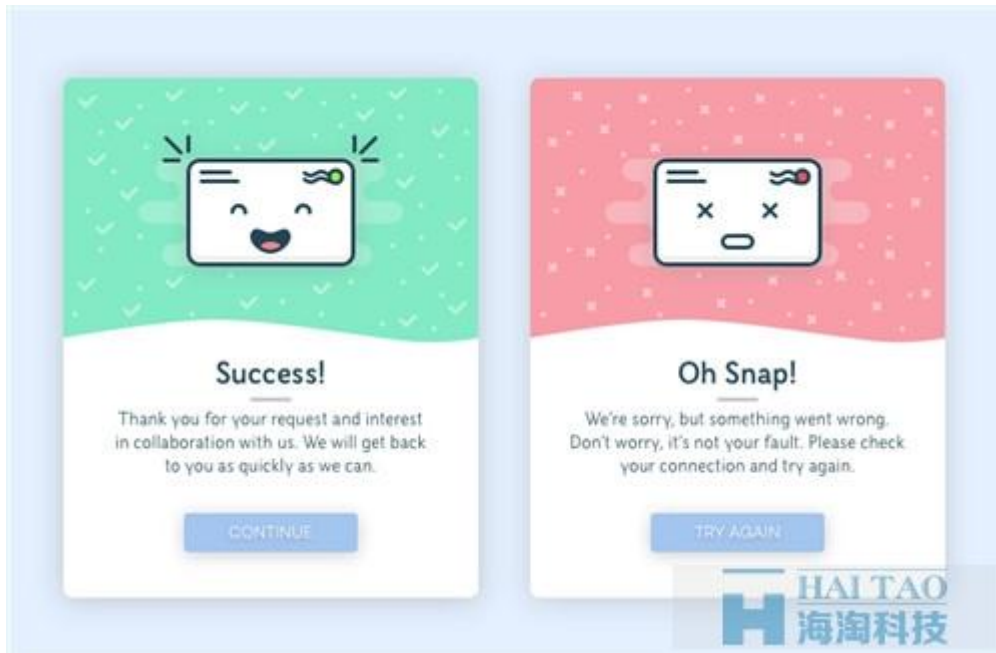 Success!
Thank you for your request and interest
in collaboration with us. We will get back
to you as quickly as we can.
CONTINUE
Oh Snap!
We're sorry, but something went wrong.
Don't worry, it's not your fault. Please check
your connection and try again.
TRY AGAIN
HAI TAO
海淘科技